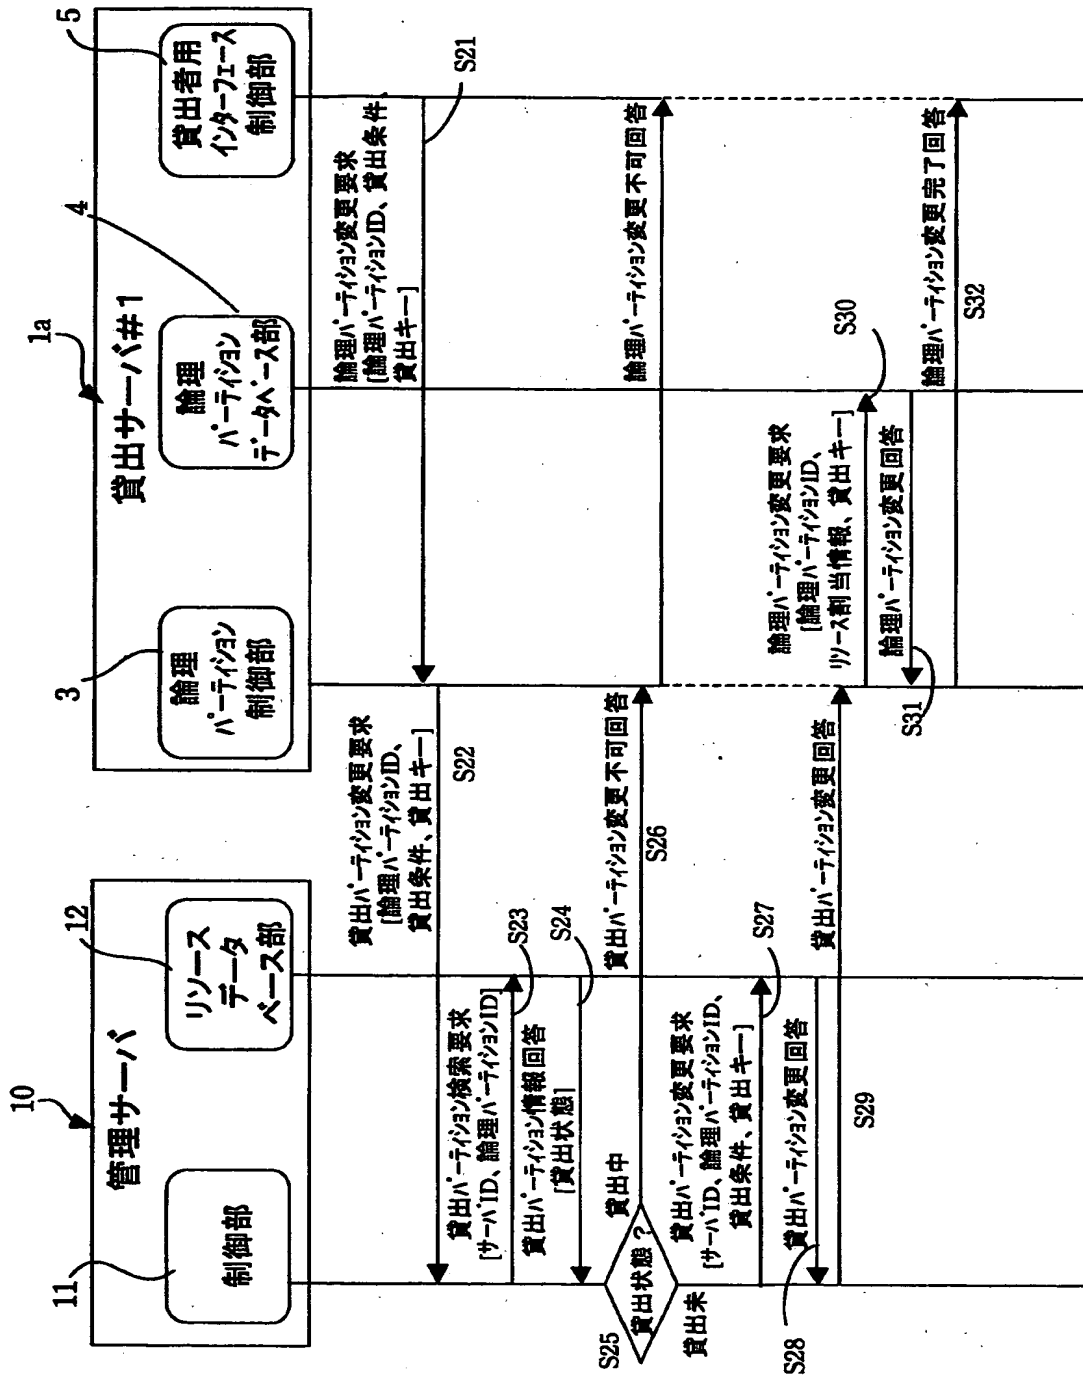 10
管理サーバ
11
制御部
12
リソース
データ
ベース部
1a
貸出サーバ#1
3
論理
パーティション
制御部
4
論理
パーティション
データベース部
5
貸出者用
インターフェース
制御部
論理パーティション変更要求
[論理パーティションID、貸出条件、
貸出キー]
S21
貸出パーティション変更要求
[論理パーティションID、
貸出条件、貸出キー]
S22
貸出パーティション検索要求
[サーバID、論理パーティションID]
S23
貸出パーティション情報回答
[貸出状態]
S24
S25
貸出状態?
貸出中
貸出未
貸出パーティション変更不可回答
S26
論理パーティション変更不可回答
貸出パーティション変更要求
[サーバID、論理パーティションID、
貸出条件、貸出キー]
S27
貸出パーティション変更回答
S28
貸出パーティション変更回答
S29
論理パーティション変更要求
[論理パーティションID、
リソース割当情報、貸出キー]
S30
論理パーティション変更回答
S31
論理パーティション変更完了回答
S32